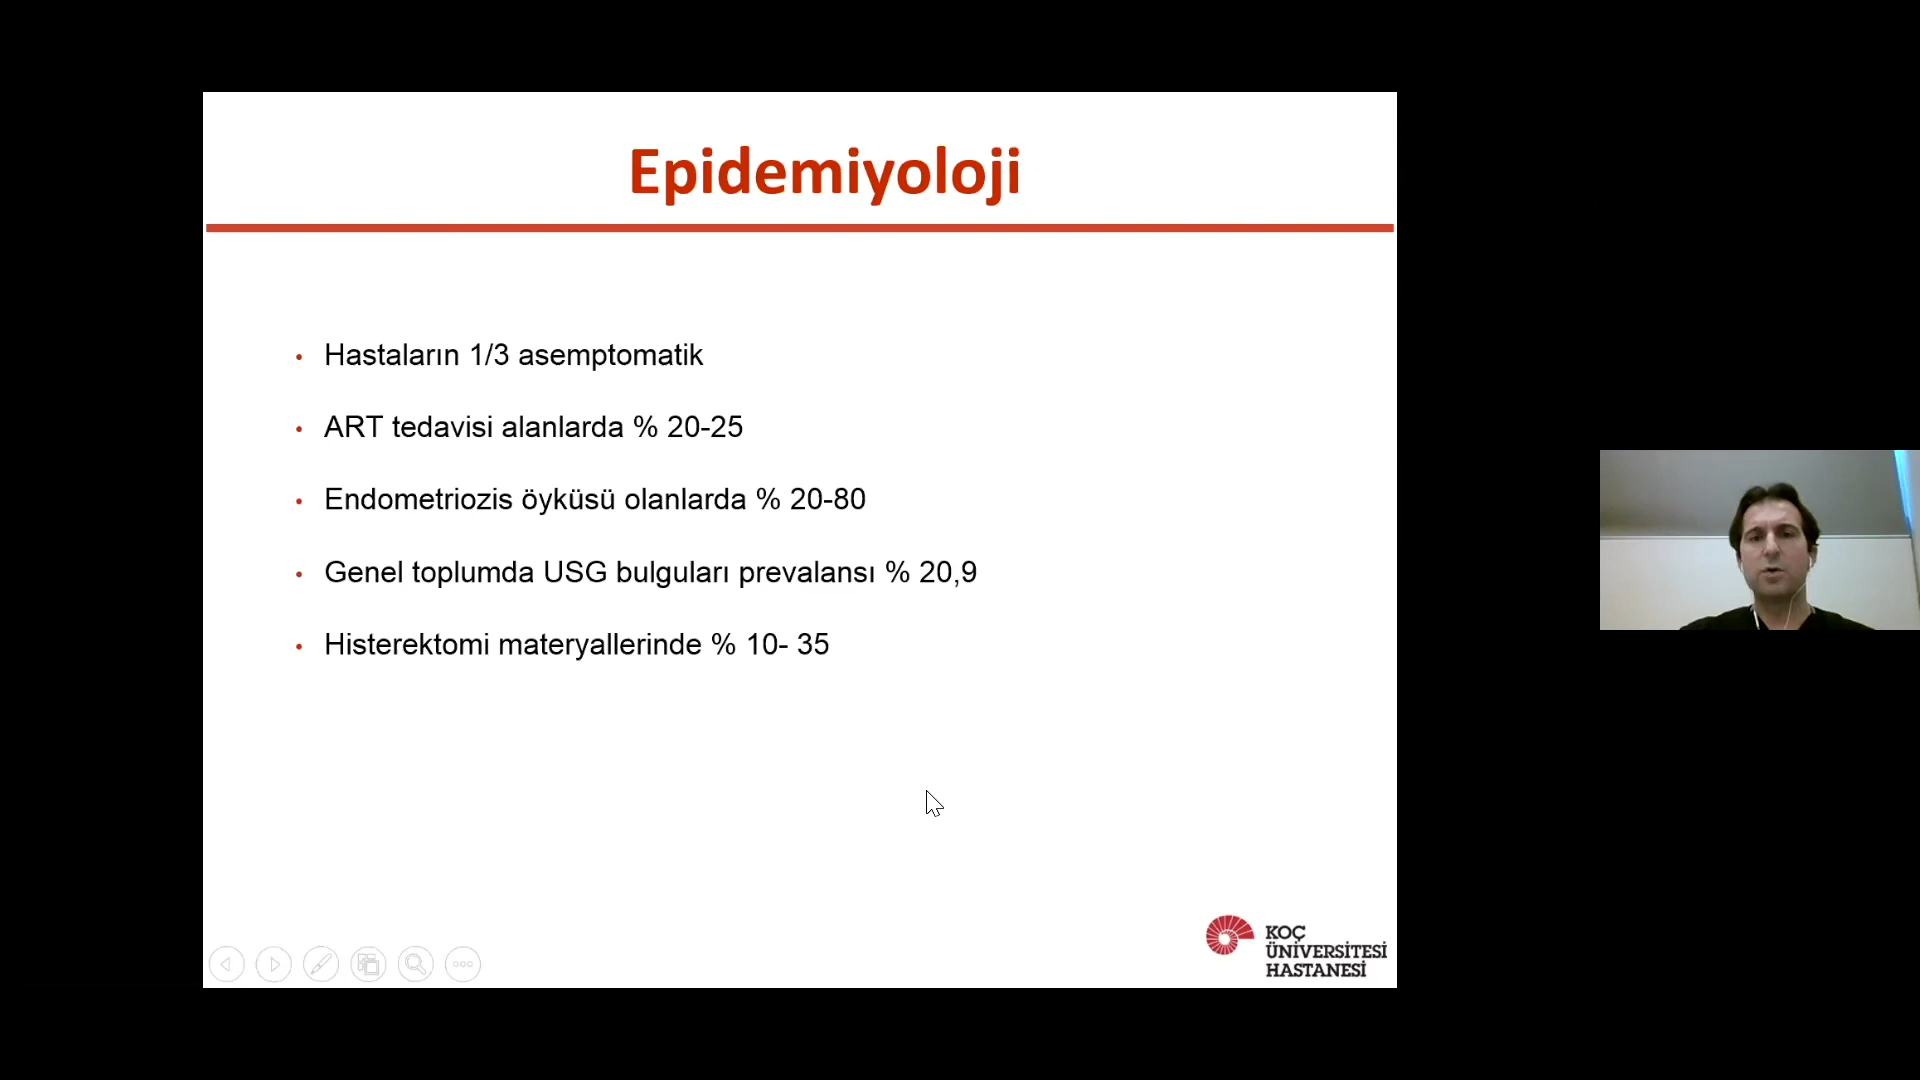 Epidemiyoloji
• Hastaların 1/3 asemptomatik
• ART tedavisi alanlarda % 20-25
• Endometriozis öyküsü olanlarda % 20-80
• Genel toplumda USG bulguları prevalansı % 20,9
• Histerektomi materyallerinde % 10- 35
KOÇ
ÜNİVERSİTESİ
HASTANESİ